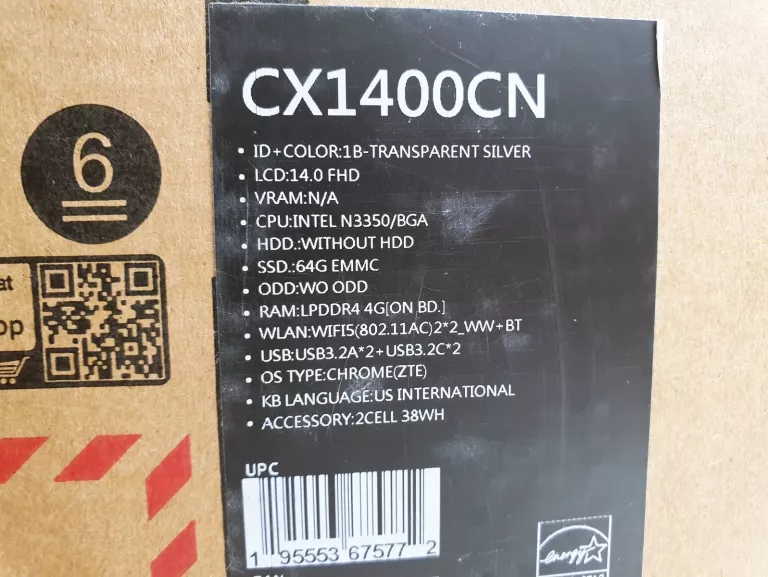 CX1400CN
6
• ID+COLOR:1B-TRANSPARENT SILVER
• LCD:14.0 FHD
• VRAM:N/A
• CPU:INTEL N3350/BGA
• HDD.:WITHOUT HDD
• SSD.:64G EMMC
• ODD:WO ODD
• RAM:LPDDR4 4G[ON BD.]
• WLAN:WIFI5(802.11AC)2*2_WW+BT
• USB:USB3.2A*2+USB3.2C*2
• OS TYPE:CHROME(ZTE)
• KB LANGUAGE:US INTERNATIONAL
• ACCESSORY:2CELL 38WH
at
op
UPC
1 95553 67577 2
energy